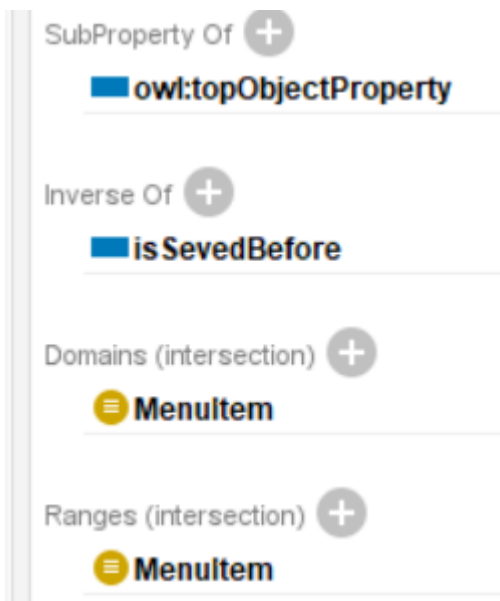 SubProperty Of
owl:topObjectProperty
Inverse Of
isSevedBefore
Domains (intersection)
MenuItem
Ranges (intersection)
MenuItem